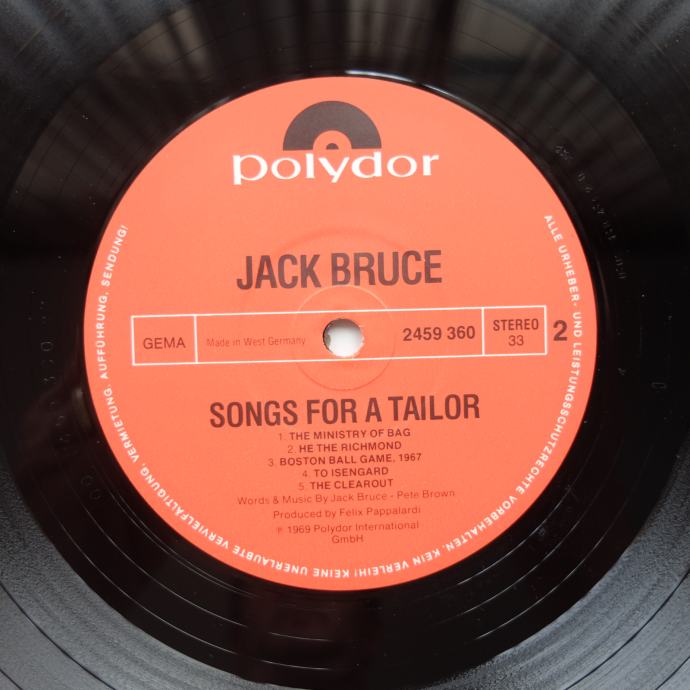 polydor
JACK BRUCE
GEMA
Made in West Germany
2459 360
STEREO
33
2
SONGS FOR A TAILOR
1. THE MINISTRY OF BAG
2. HE THE RICHMOND
3. BOSTON BALL GAME, 1967
4. TO ISENGARD
5. THE CLEAROUT
Words & Music By Jack Bruce - Pete Brown
Produced by Felix Pappalardi
℗ 1969 Polydor International
GmbH
ALLE URHEBER- UND LEISTUNGSSCHUTZRECHTE VORBEHALTEN. KEIN VERLEIH! KEINE UNERLAUBTE VERVIELFÄLTIGUNG, VERMIETUNG, AUFFÜHRUNG, SENDUNG!